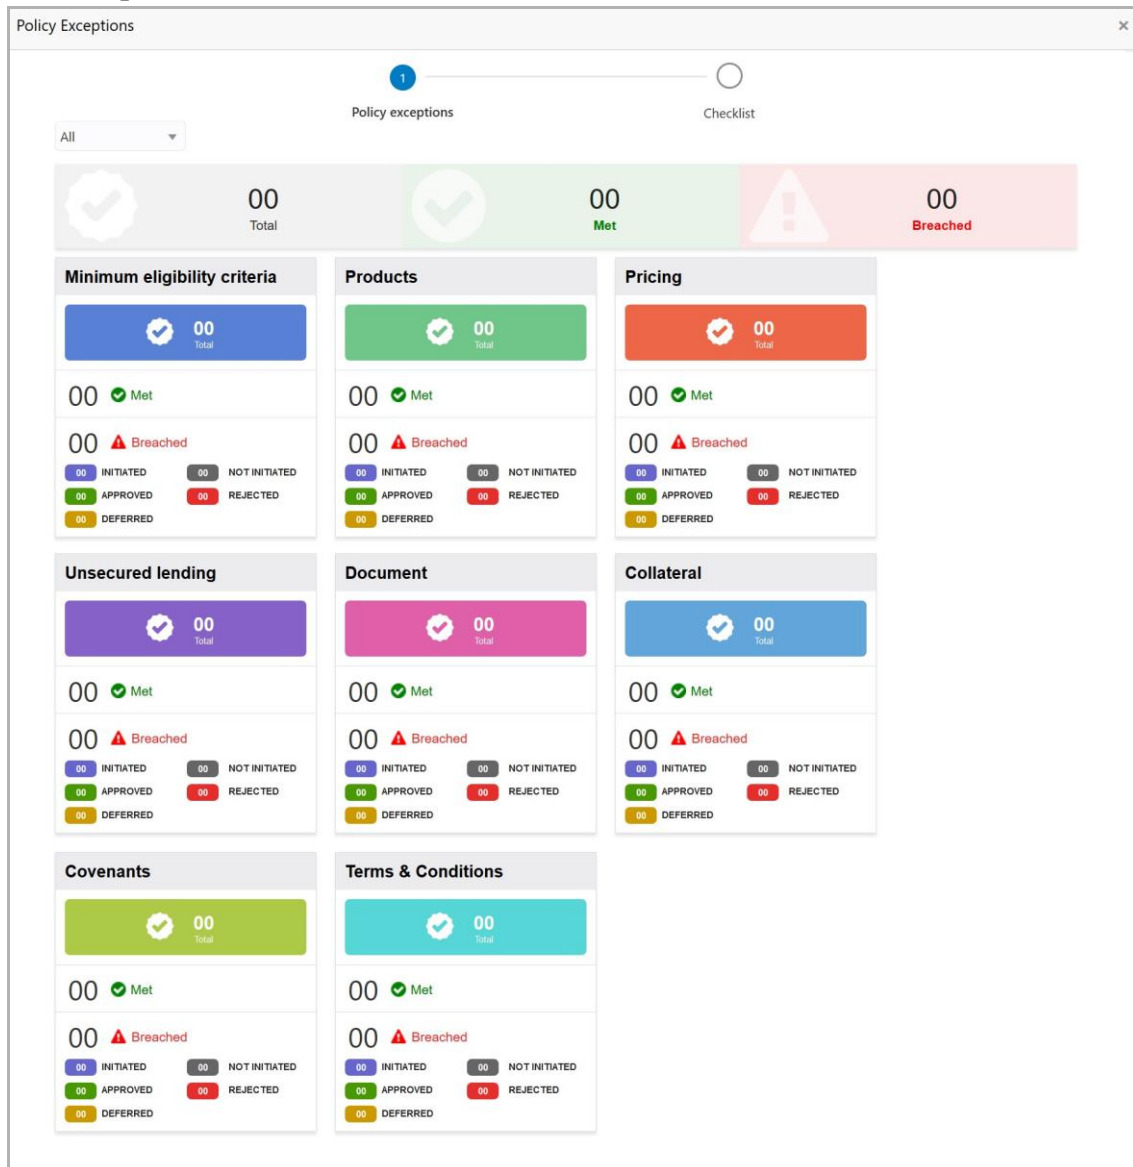 Policy Exceptions ×
1
Policy exceptions Checklist
All
00 00 00
Total Met Breached
Minimum eligibility criteria Products Pricing
00 00 00
Total Total Total
00 Met 00 Met 00 Met
00 Breached 00 Breached 00 Breached
00 INITIATED 00 NOT INITIATED 00 INITIATED 00 NOT INITIATED 00 INITIATED 00 NOT INITIATED
00 APPROVED 00 REJECTED 00 APPROVED 00 REJECTED 00 APPROVED 00 REJECTED
00 DEFERRED 00 DEFERRED 00 DEFERRED
Unsecured lending Document Collateral
00 00 00
Total Total Total
00 Met 00 Met 00 Met
00 Breached 00 Breached 00 Breached
00 INITIATED 00 NOT INITIATED 00 INITIATED 00 NOT INITIATED 00 INITIATED 00 NOT INITIATED
00 APPROVED 00 REJECTED 00 APPROVED 00 REJECTED 00 APPROVED 00 REJECTED
00 DEFERRED 00 DEFERRED 00 DEFERRED
Covenants Terms & Conditions
00 00
Total Total
00 Met 00 Met
00 Breached 00 Breached
00 INITIATED 00 NOT INITIATED 00 INITIATED 00 NOT INITIATED
00 APPROVED 00 REJECTED 00 APPROVED 00 REJECTED
00 DEFERRED 00 DEFERRED